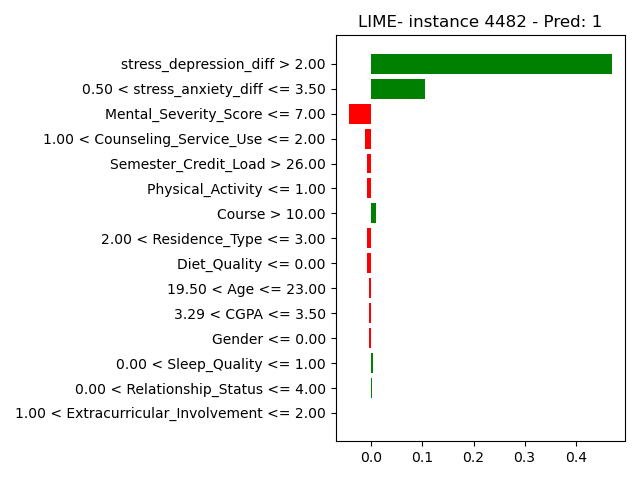 LIME- instance 4482 - Pred: 1
stress_depression_diff > 2.00
0.50 < stress_anxiety_diff <= 3.50
Mental_Severity_Score <= 7.00
1.00 < Counseling_Service_Use <= 2.00
Semester_Credit_Load > 26.00
Physical_Activity <= 1.00
Course > 10.00
2.00 < Residence_Type <= 3.00
Diet_Quality <= 0.00
19.50 < Age <= 23.00
3.29 < CGPA <= 3.50
Gender <= 0.00
0.00 < Sleep_Quality <= 1.00
0.00 < Relationship_Status <= 4.00
1.00 < Extracurricular_Involvement <= 2.00
0.0 0.1 0.2 0.3 0.4